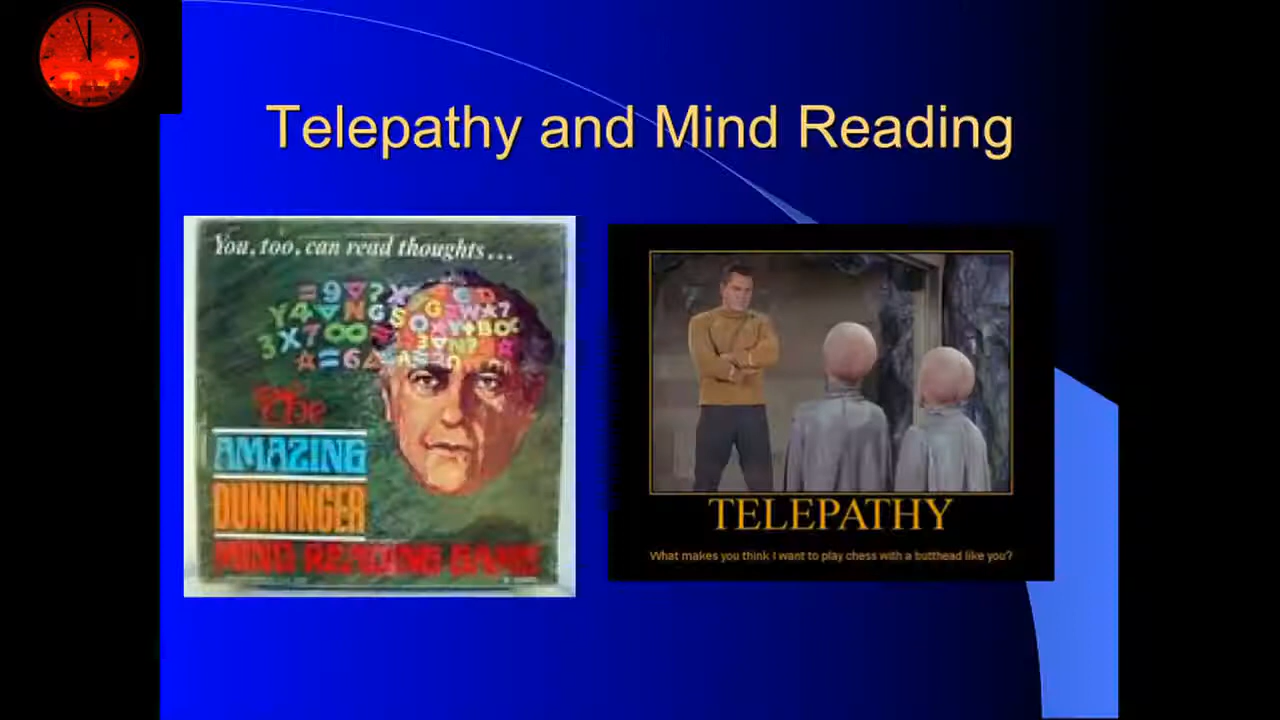 Telepathy and Mind Reading
You, too, can read thoughts...
The
AMAZING
DUNNINGER
MIND READING GAME
TELEPATHY
What makes you think I want to play chess with a butthead like you?